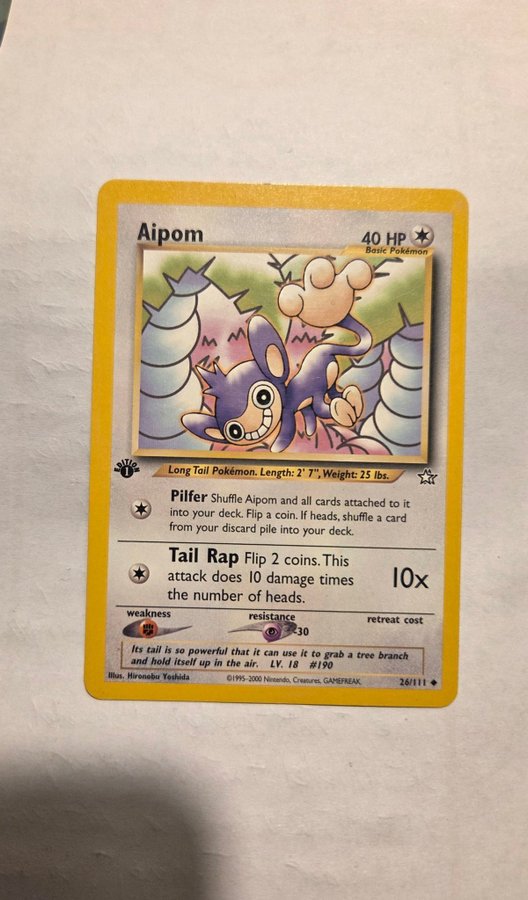 Aipom
40 HP
Basic Pokémon
Long Tail Pokémon. Length: 2' 7", Weight: 25 lbs.
EDITION
1
Pilfer Shuffle Aipom and all cards attached to it
into your deck. Flip a coin. If heads, shuffle a card
from your discard pile into your deck.
Tail Rap Flip 2 coins. This
attack does 10 damage times
the number of heads.
10x
weakness
resistance
retreat cost
-30
Its tail is so powerful that it can use it to grab a tree branch
and hold itself up in the air. LV. 18 #190
Illus. Hironobu Yoshida
©1995-2000 Nintendo, Creatures, GAMEFREAK.
26/111